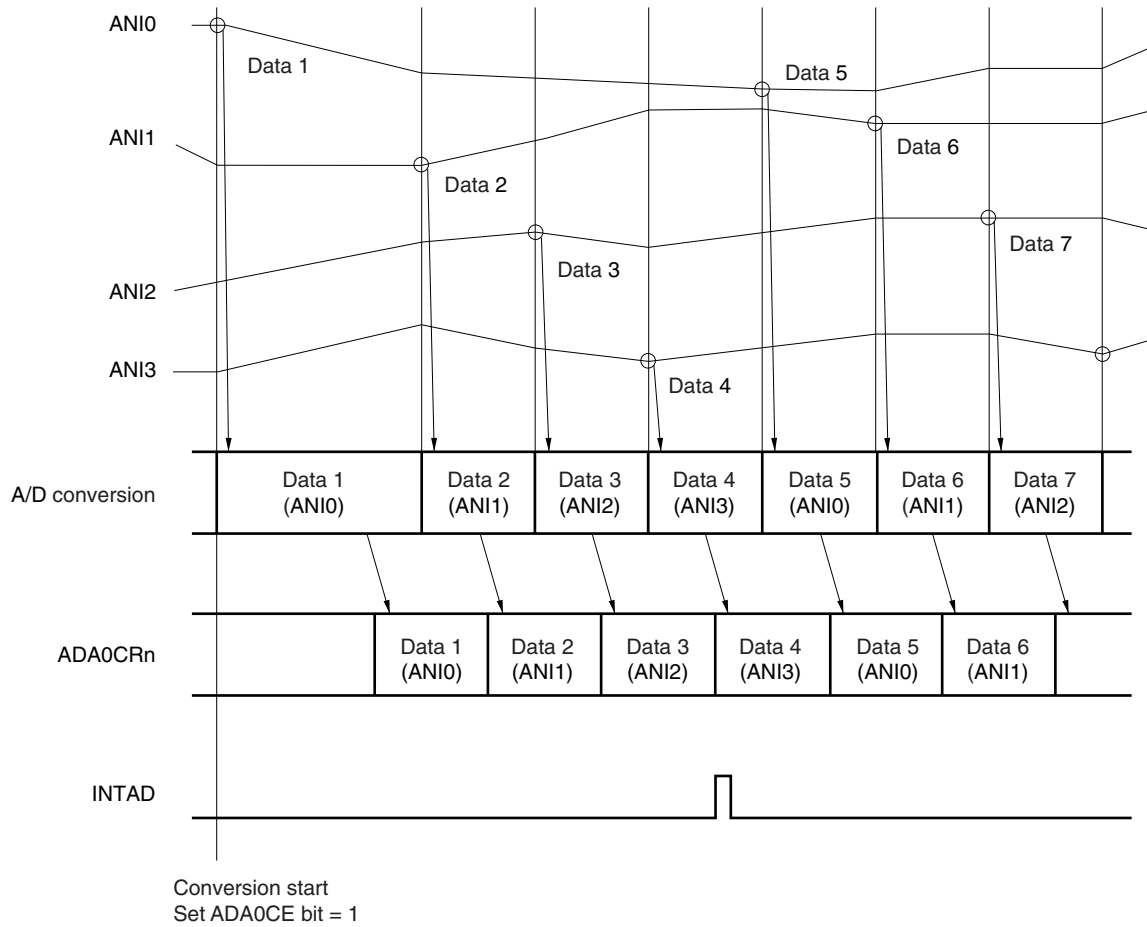 ANI0
Data 1
Data 5
ANI1
Data 6
Data 2
Data 7
Data 3
ANI2
ANI3
Data 4
A/D conversion
Data 1
(ANI0)
Data 2
(ANI1)
Data 3
(ANI2)
Data 4
(ANI3)
Data 5
(ANI0)
Data 6
(ANI1)
Data 7
(ANI2)
ADA0CRn
Data 1
(ANI0)
Data 2
(ANI1)
Data 3
(ANI2)
Data 4
(ANI3)
Data 5
(ANI0)
Data 6
(ANI1)
INTAD
Conversion start
Set ADA0CE bit = 1